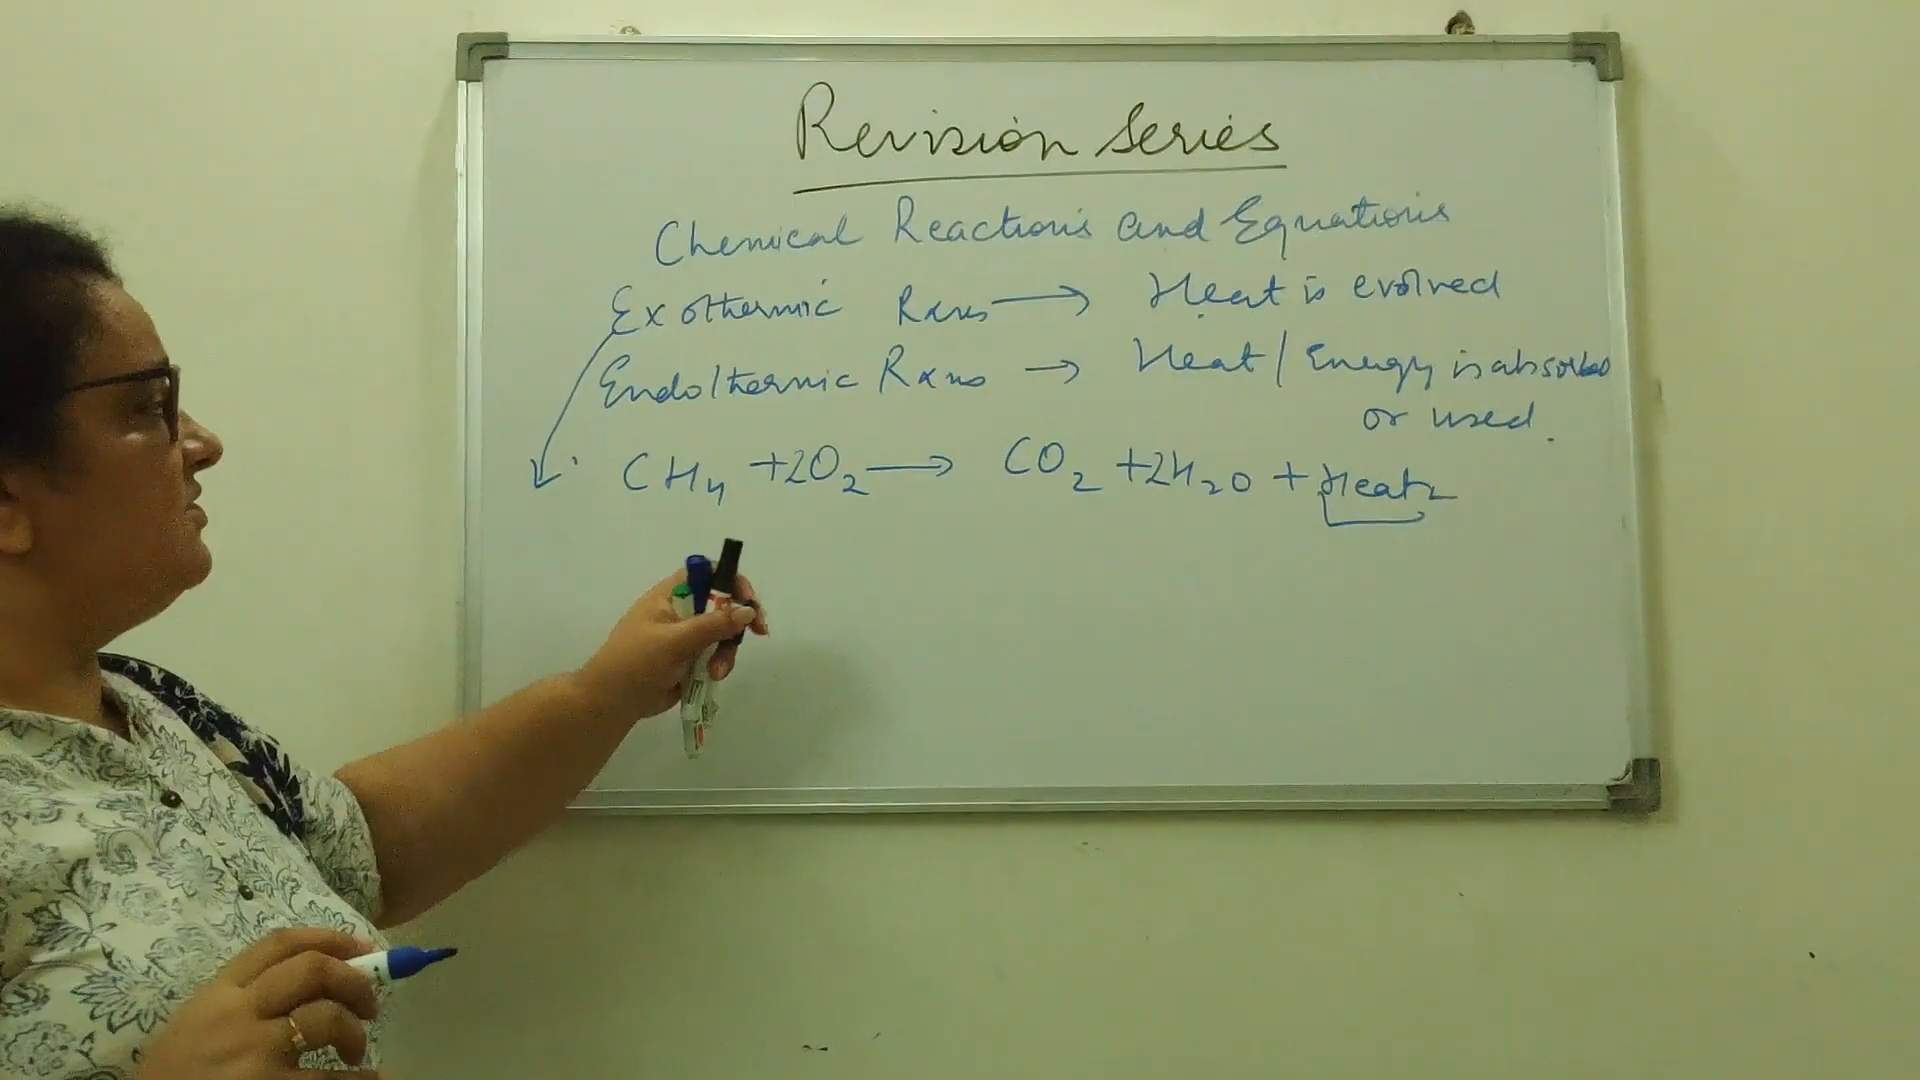 Revision Series
Chemical Reactions and Equations
Exothermic Rxns → Heat is evolved
Endothermic Rxns → Heat / Energy is absorbed
or used.
CH4 + 2O2 → CO2 + 2H2O + Heat